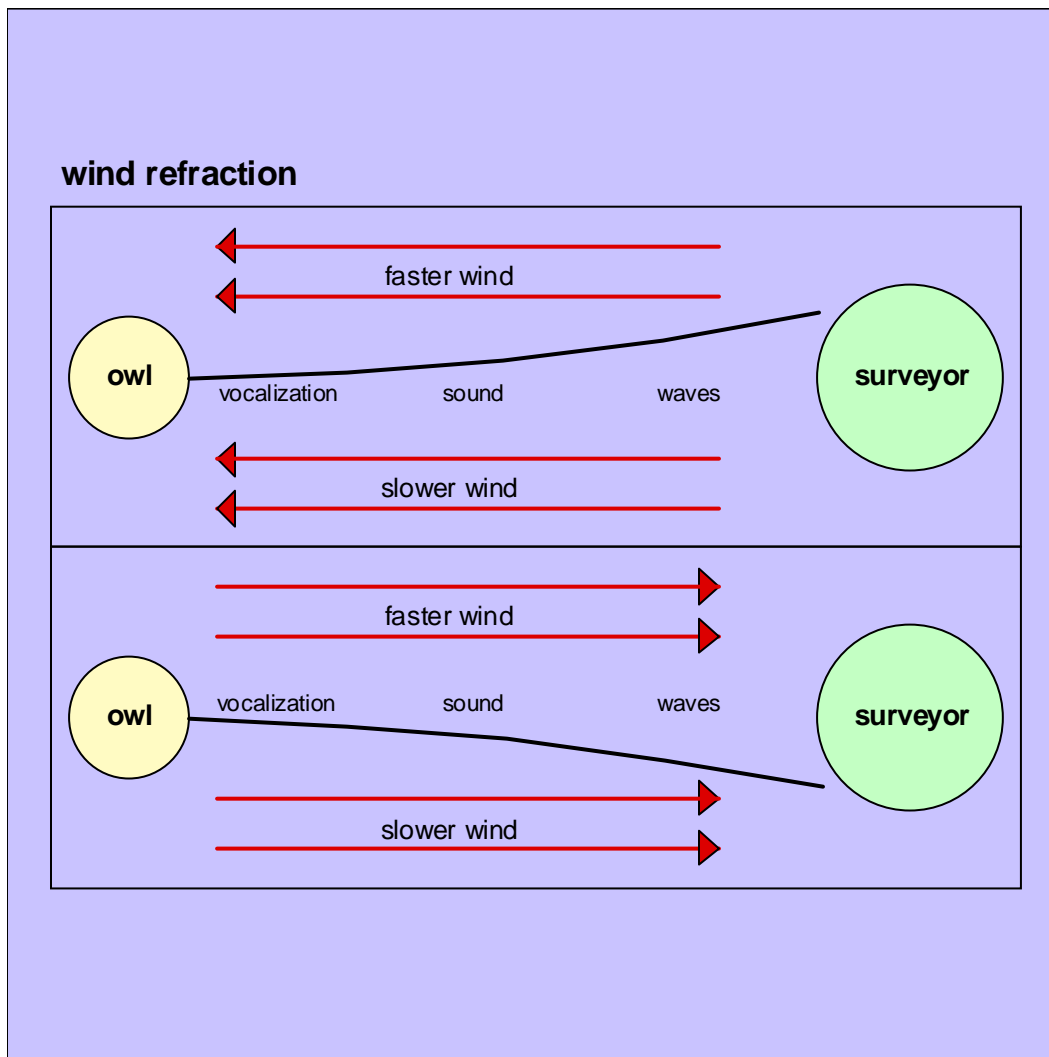 wind refraction
faster wind
owl
surveyor
vocalization sound waves
slower wind
faster wind
vocalization sound waves
owl
surveyor
slower wind